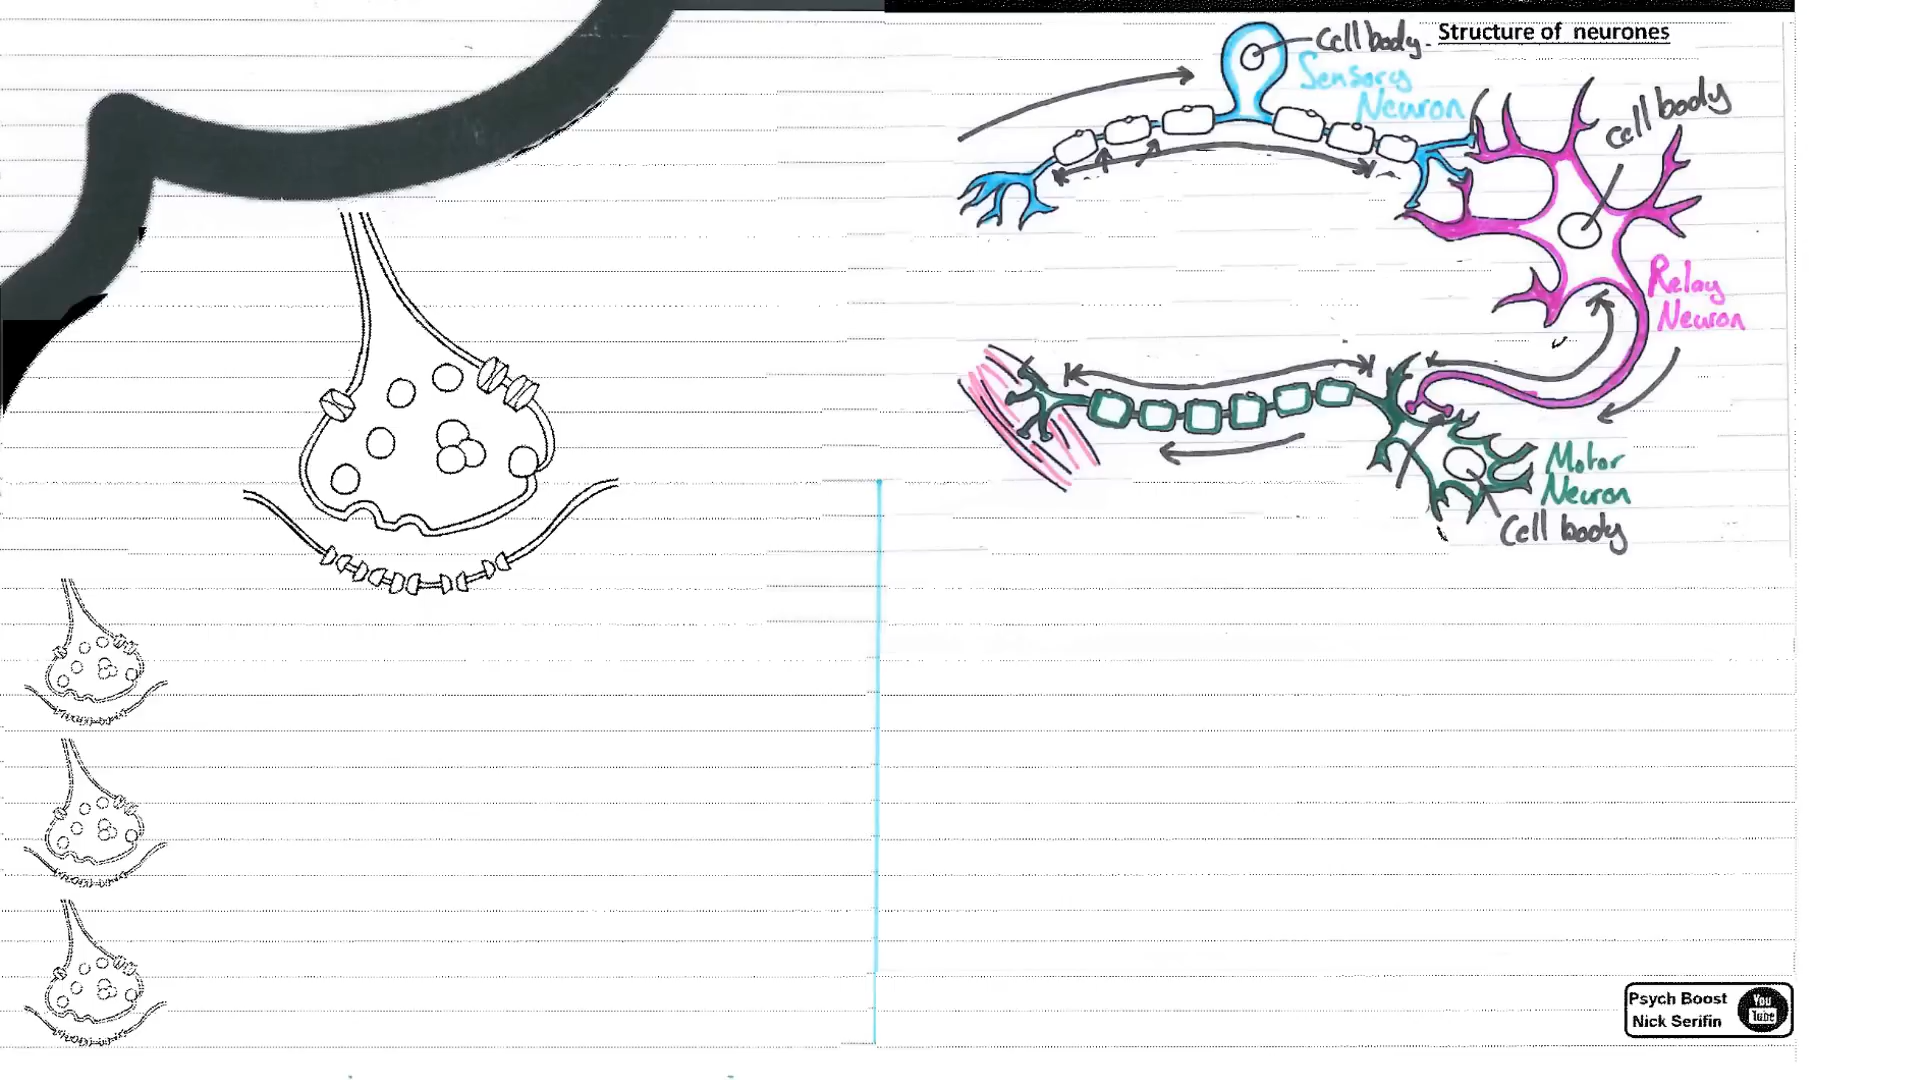 Structure of neurones
Cell body.
Sensory
Neuron
Cell body
Relay
Neuron
Motor
Neuron
Cell body
Psych Boost
Nick Serifin
You
Tube